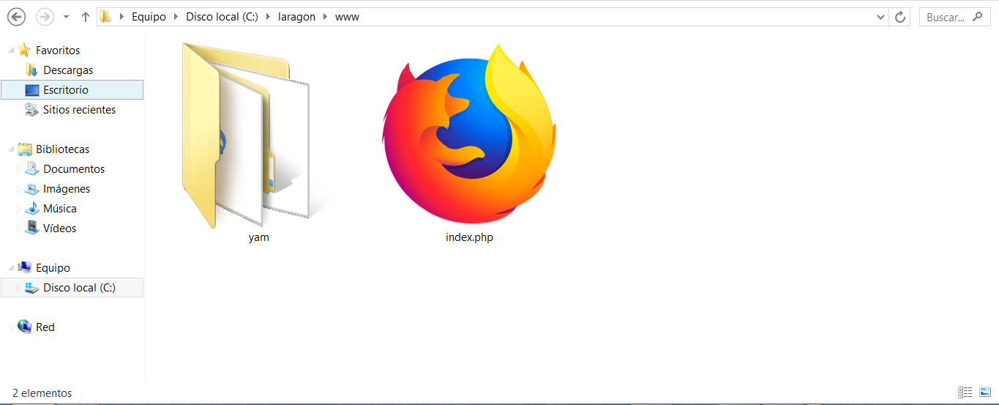 Equipo Disco local (C:) laragon www
Buscar...
Favoritos
Descargas
Escritorio
Sitios recientes
Bibliotecas
Documentos
Imágenes
Música
Vídeos
Equipo
Disco local (C:)
Red
yam
index.php
2 elementos